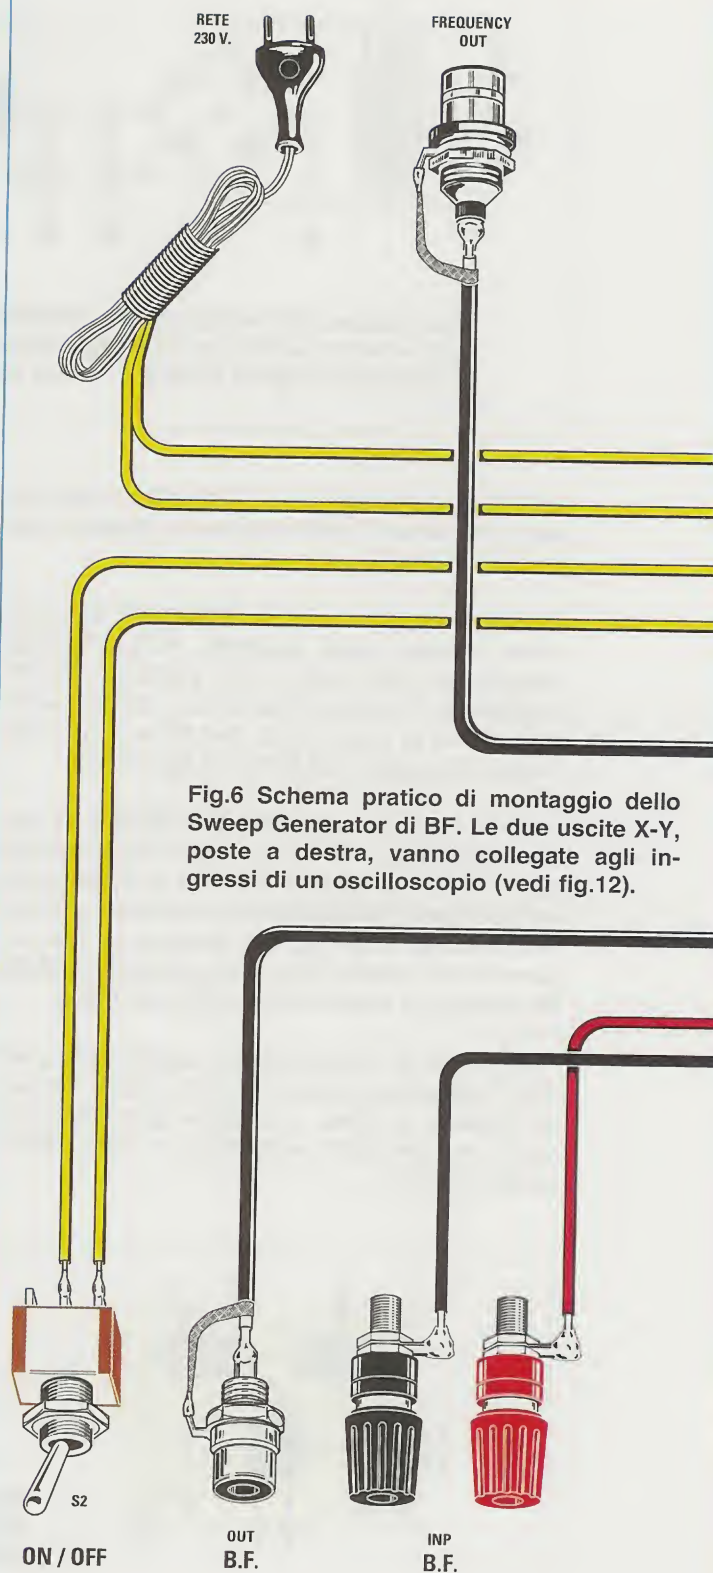 RETE
230 V.
FREQUENCY
OUT
Fig.6 Schema pratico di montaggio dello
Sweep Generator di BF. Le due uscite X-Y,
poste a destra, vanno collegate agli in-
gressi di un oscilloscopio (vedi fig.12).
S2
ON / OFF
OUT
B.F.
INP
B.F.